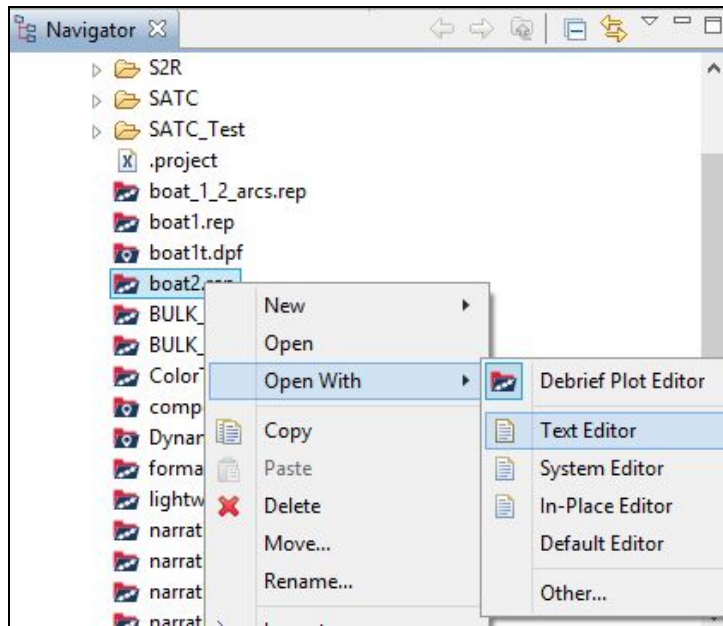 Navigator
S2R
SATC
SATC_Test
.project
boat_1_2_arcs.rep
boat1.rep
boat1t.dpf
boat2.rep
BULK_
BULK_
Color
comp
Dynar
forma
lightw
narrat
narrat
narrat
narrat
New
Open
Open With
Copy
Paste
Delete
Move...
Rename...
Debrief Plot Editor
Text Editor
System Editor
In-Place Editor
Default Editor
Other...